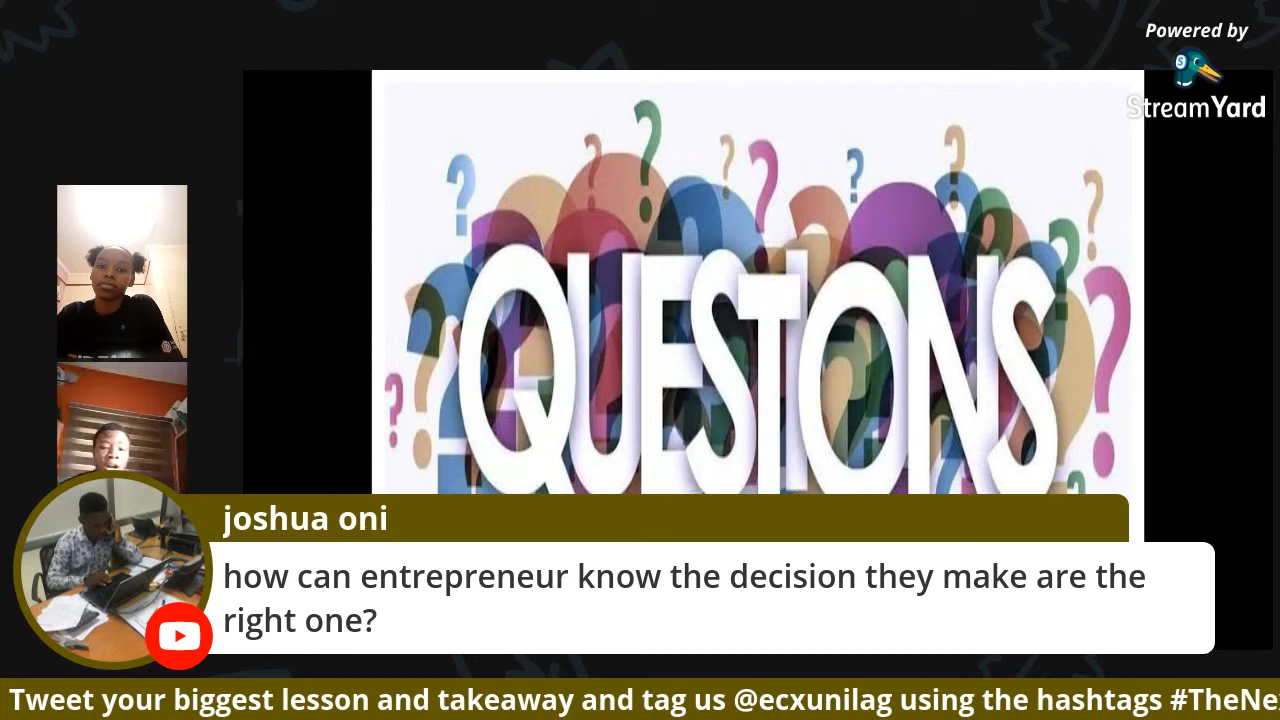 Powered by
StreamYard
QUESTIONS
joshua oni
how can entrepreneur know the decision they make are the
right one?
Tweet your biggest lesson and takeaway and tag us @ecxunilag using the hashtags #TheNe